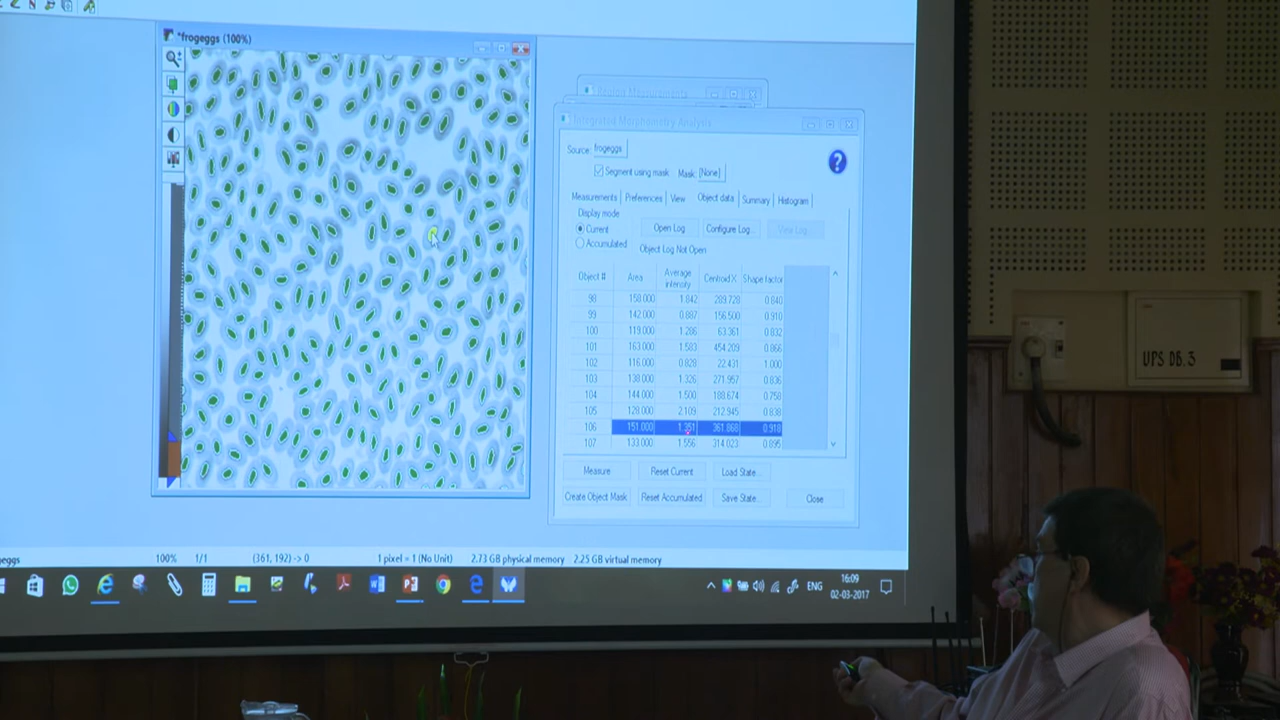 *frogeggs (100%)
Integrated Morphometry Analysis
Source: frogeggs
Segment using mask Mask: [None]
Measurements Preferences View Object data Summary Histogram
Display mode
Current
Accumulated
Open Log Configure Log... View Log...
Object Log Not Open
Object # Area Average intensity Centroid X Shape factor
98 158.000 1.842 289.728 0.840
99 142.000 0.887 156.500 0.910
100 119.000 1.286 63.361 0.832
101 163.000 1.583 454.209 0.866
102 116.000 0.828 22.431 1.000
103 138.000 1.326 271.957 0.836
104 144.000 1.500 188.674 0.758
105 128.000 2.109 212.945 0.838
106 151.000 1.351 361.868 0.918
107 133.000 1.556 314.023 0.895
Measure Reset Current Load State...
Create Object Mask Reset Accumulated Save State... Close
eggs 100% 1/1 (361, 192) -> 0 1 pixel = 1 (No Unit) 2.73 GB physical memory 2.25 GB virtual memory
ENG 16:09
02-03-2017
UPS DB.3